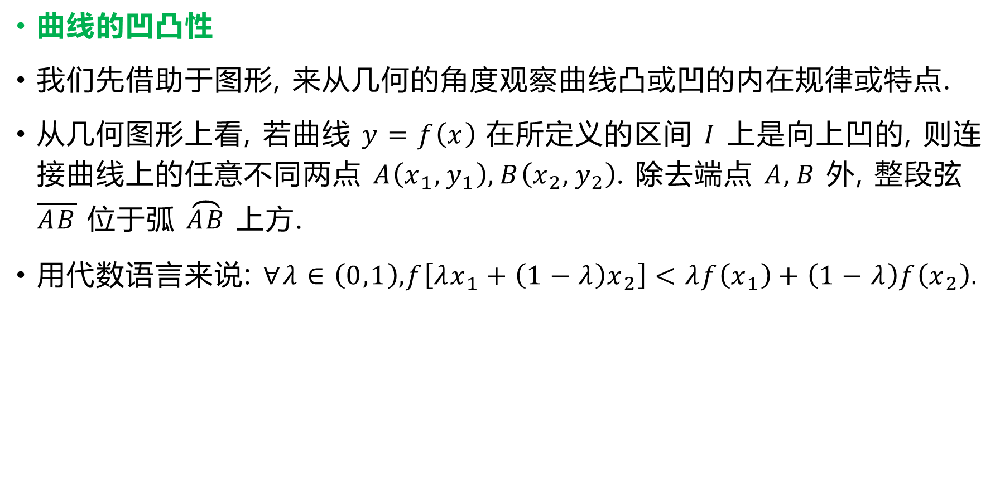 • 曲线的凹凸性
• 我们先借助于图形, 来从几何的角度观察曲线凸或凹的内在规律或特点.
• 从几何图形上看, 若曲线 $y = f(x)$ 在所定义的区间 $I$ 上是向上凹的, 则连
接曲线上的任意不同两点 $A(x_1, y_1), B(x_2, y_2)$. 除去端点 $A, B$ 外, 整段弦
$\overline{AB}$ 位于弧 $\overset{\frown}{AB}$ 上方.
• 用代数语言来说: $\forall \lambda \in (0,1), f[\lambda x_1 + (1 - \lambda)x_2] < \lambda f(x_1) + (1 - \lambda)f(x_2)$.